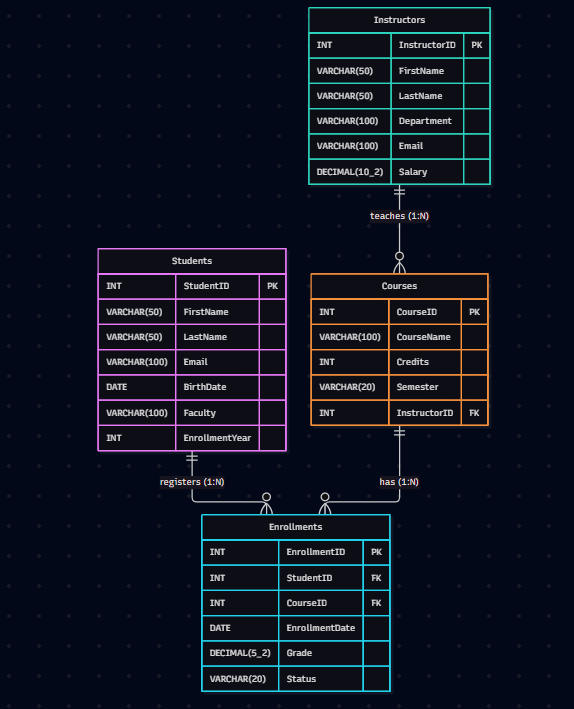 Instructors
INT InstructorID PK
VARCHAR(50) FirstName
VARCHAR(50) LastName
VARCHAR(100) Department
VARCHAR(100) Email
DECIMAL(10_2) Salary
teaches (1:N)
Students
INT StudentID PK
VARCHAR(50) FirstName
VARCHAR(50) LastName
VARCHAR(100) Email
DATE BirthDate
VARCHAR(100) Faculty
INT EnrollmentYear
Courses
INT CourseID PK
VARCHAR(100) CourseName
INT Credits
VARCHAR(20) Semester
INT InstructorID FK
registers (1:N)
has (1:N)
Enrollments
INT EnrollmentID PK
INT StudentID FK
INT CourseID FK
DATE EnrollmentDate
DECIMAL(5_2) Grade
VARCHAR(20) Status